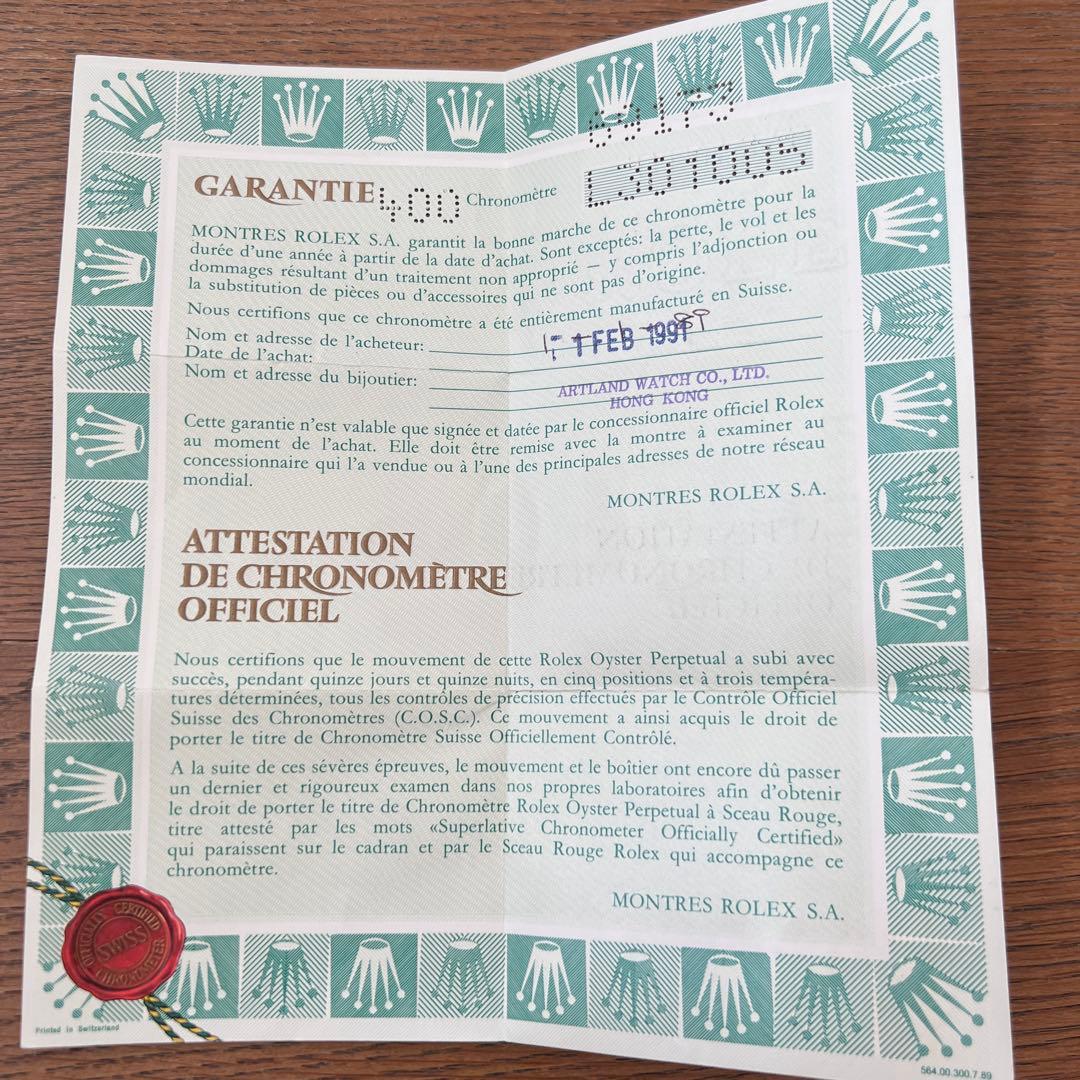 69173
L301005
GARANTIE 400 Chronomètre
MONTRES ROLEX S.A. garantit la bonne marche de ce chronomètre pour la
durée d'une année à partir de la date d'achat. Sont exceptés: la perte, le vol et les
dommages résultant d'un traitement non approprié – y compris l'adjonction ou
la substitution de pièces ou d'accessoires qui ne sont pas d'origine.
Nous certifions que ce chronomètre a été entièrement manufacturé en Suisse.
Nom et adresse de l'acheteur:
Date de l'achat: 1 FEB 1991
Nom et adresse du bijoutier: ARTLAND WATCH CO., LTD.
HONG KONG
Cette garantie n'est valable que signée et datée par le concessionnaire officiel Rolex
au moment de l'achat. Elle doit être remise avec la montre à examiner au
concessionnaire qui l'a vendue ou à l'une des principales adresses de notre réseau
mondial.
MONTRES ROLEX S.A.
ATTESTATION
DE CHRONOMÈTRE
OFFICIEL
Nous certifions que le mouvement de cette Rolex Oyster Perpetual a subi avec
succès, pendant quinze jours et quinze nuits, en cinq positions et à trois tempéra-
tures déterminées, tous les contrôles de précision effectués par le Contrôle Officiel
Suisse des Chronomètres (C.O.S.C.). Ce mouvement a ainsi acquis le droit de
porter le titre de Chronomètre Suisse Officiellement Contrôlé.
A la suite de ces sévères épreuves, le mouvement et le boîtier ont encore dû passer
un dernier et rigoureux examen dans nos propres laboratoires afin d'obtenir
le droit de porter le titre de Chronomètre Rolex Oyster Perpetual à Sceau Rouge,
titre attesté par les mots «Superlative Chronometer Officially Certified»
qui paraissent sur le cadran et par le Sceau Rouge Rolex qui accompagne ce
chronomètre.
MONTRES ROLEX S.A.
OFFICIALLY CERTIFIED
SWISS
CHRONOMETER
Printed in Switzerland
564.00.300.7.89